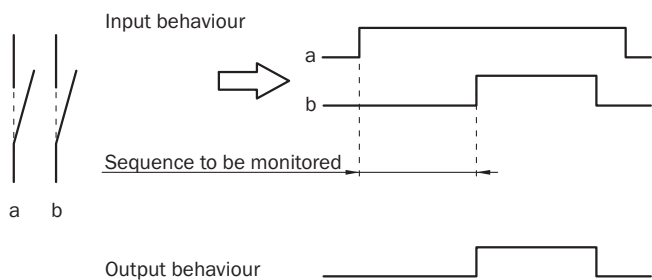 Input behaviour
a
b
Sequence to be monitored
a b
Output behaviour